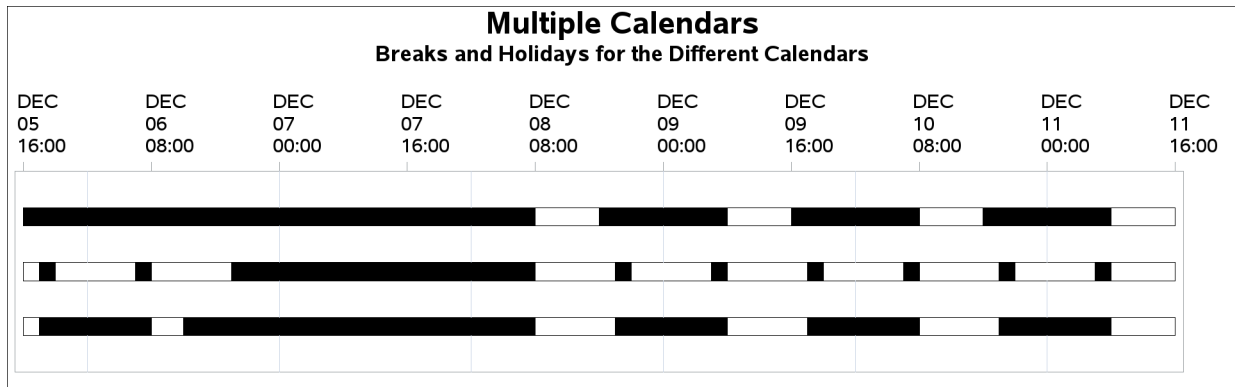 Multiple Calendars
Breaks and Holidays for the Different Calendars
DEC DEC DEC DEC DEC DEC DEC DEC DEC DEC
05 06 07 07 08 09 09 10 11 11
16:00 08:00 00:00 16:00 08:00 00:00 16:00 08:00 00:00 16:00